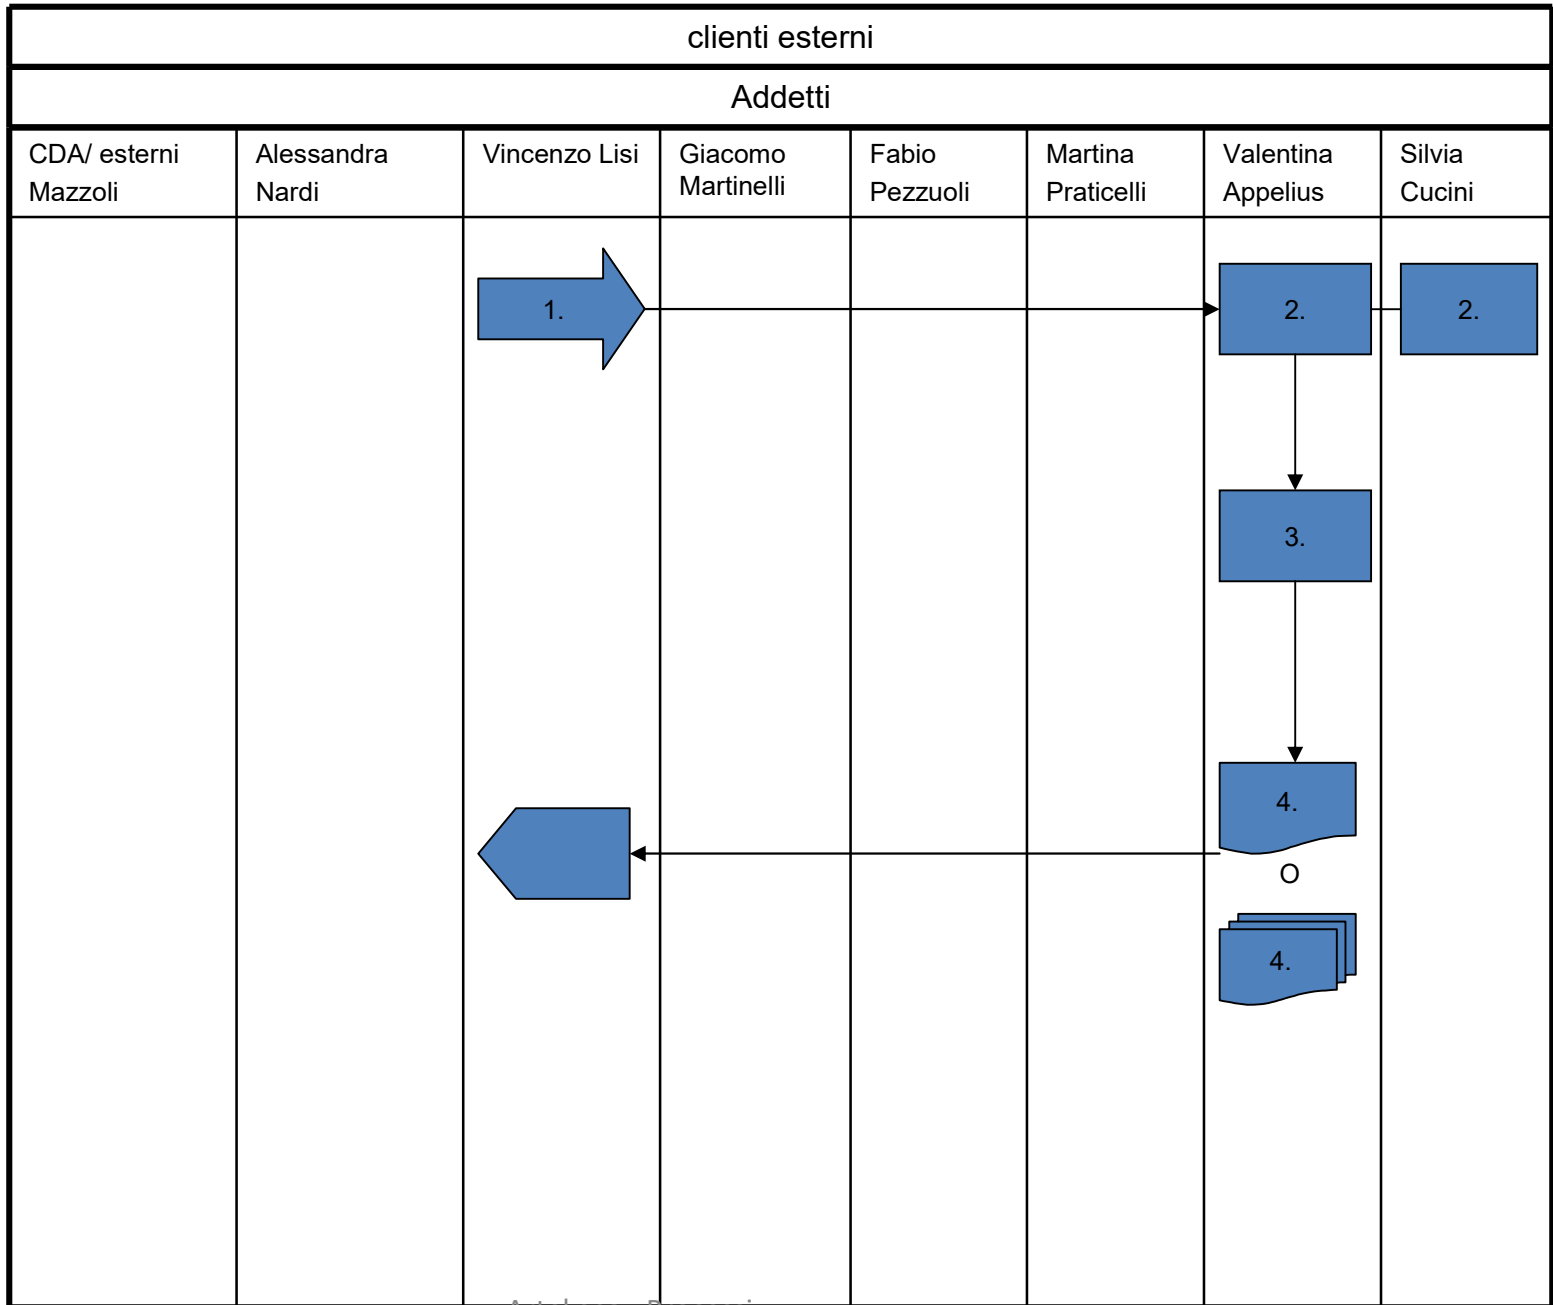 clienti esterni
Addetti
CDA/ esterni
Mazzoli
Alessandra
Nardi
Vincenzo Lisi
Giacomo
Martinelli
Fabio
Pezzuoli
Martina
Praticelli
Valentina
Appelius
Silvia
Cucini
1.
2.
2.
3.
4.
O
4.